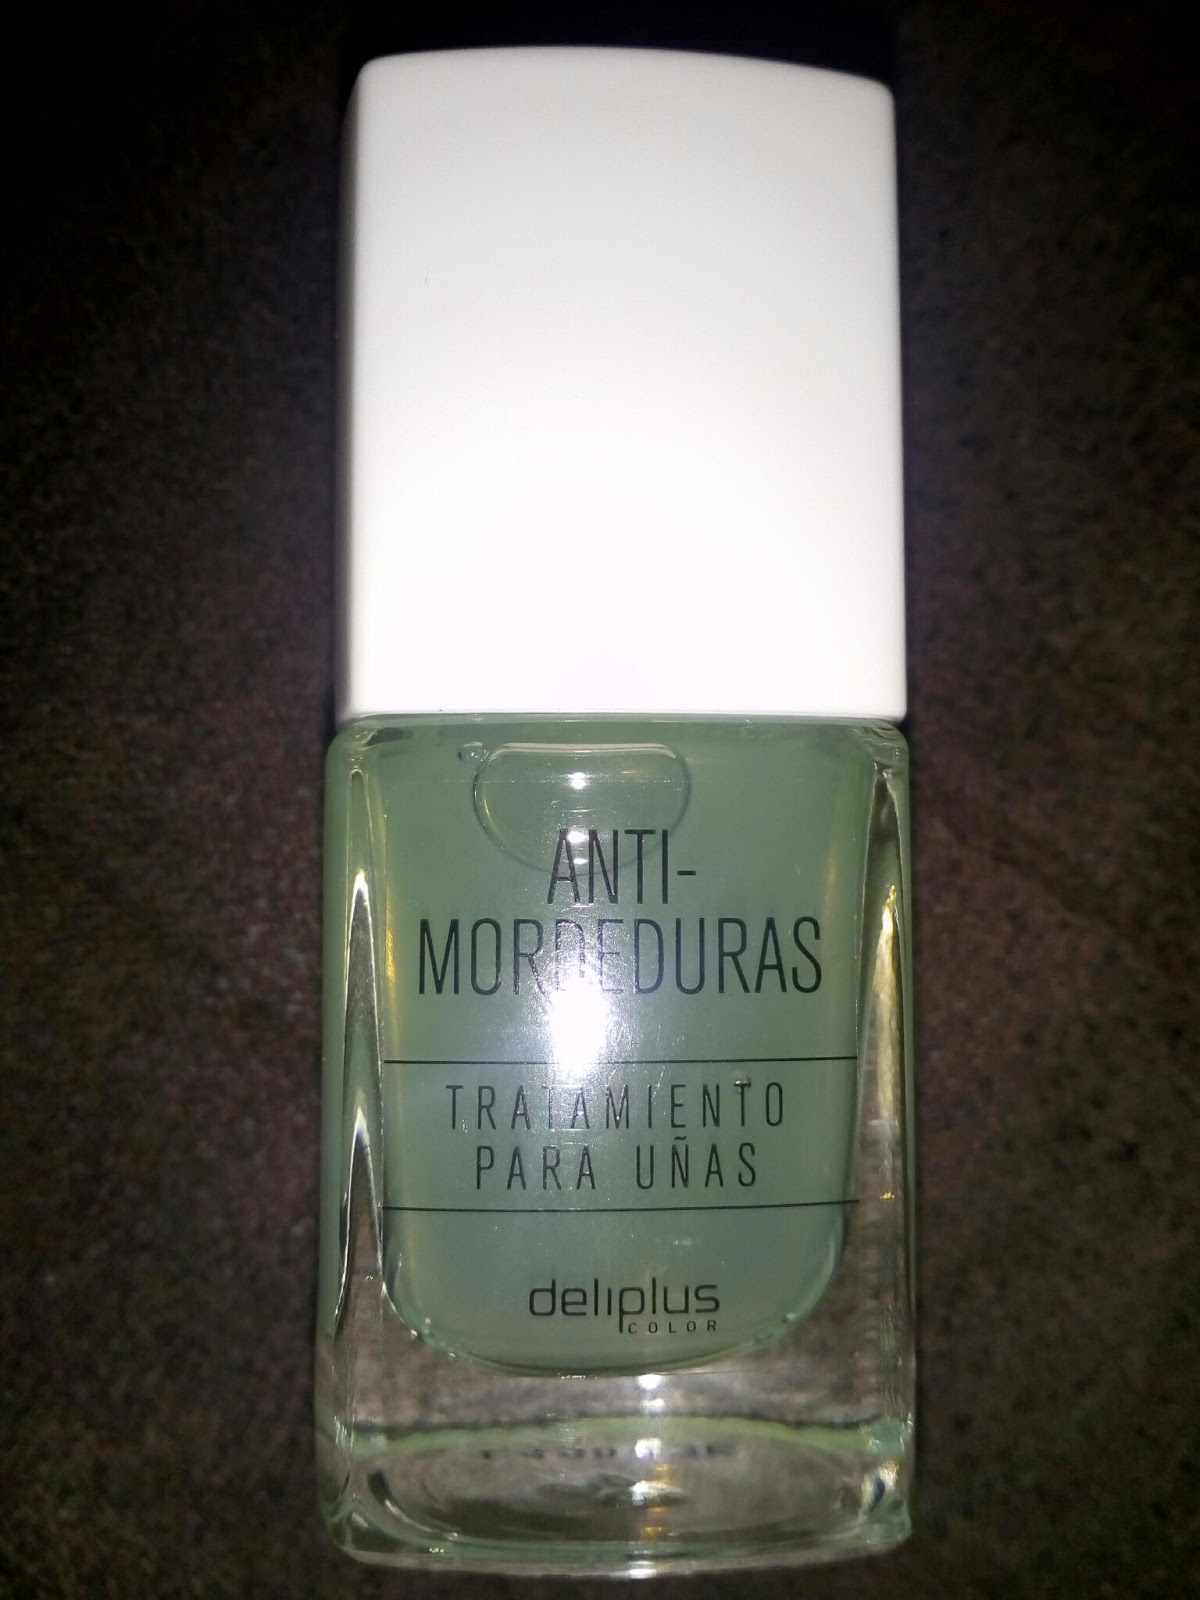 ANTI-
MORDEDURAS
TRATAMIENTO
PARA UÑAS
deliplus
COLOR